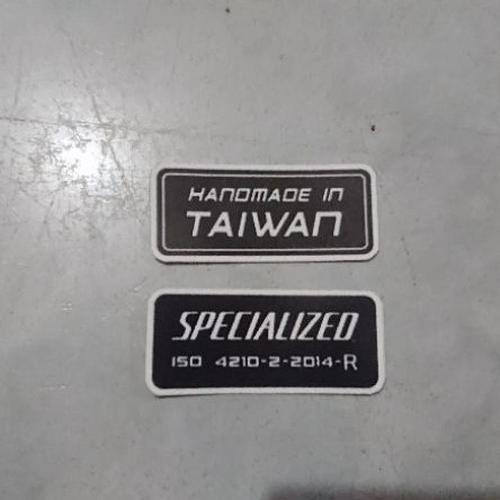 HANDMADE IN
TAIWAN
SPECIALIZED
ISO 4210-2-2014-R